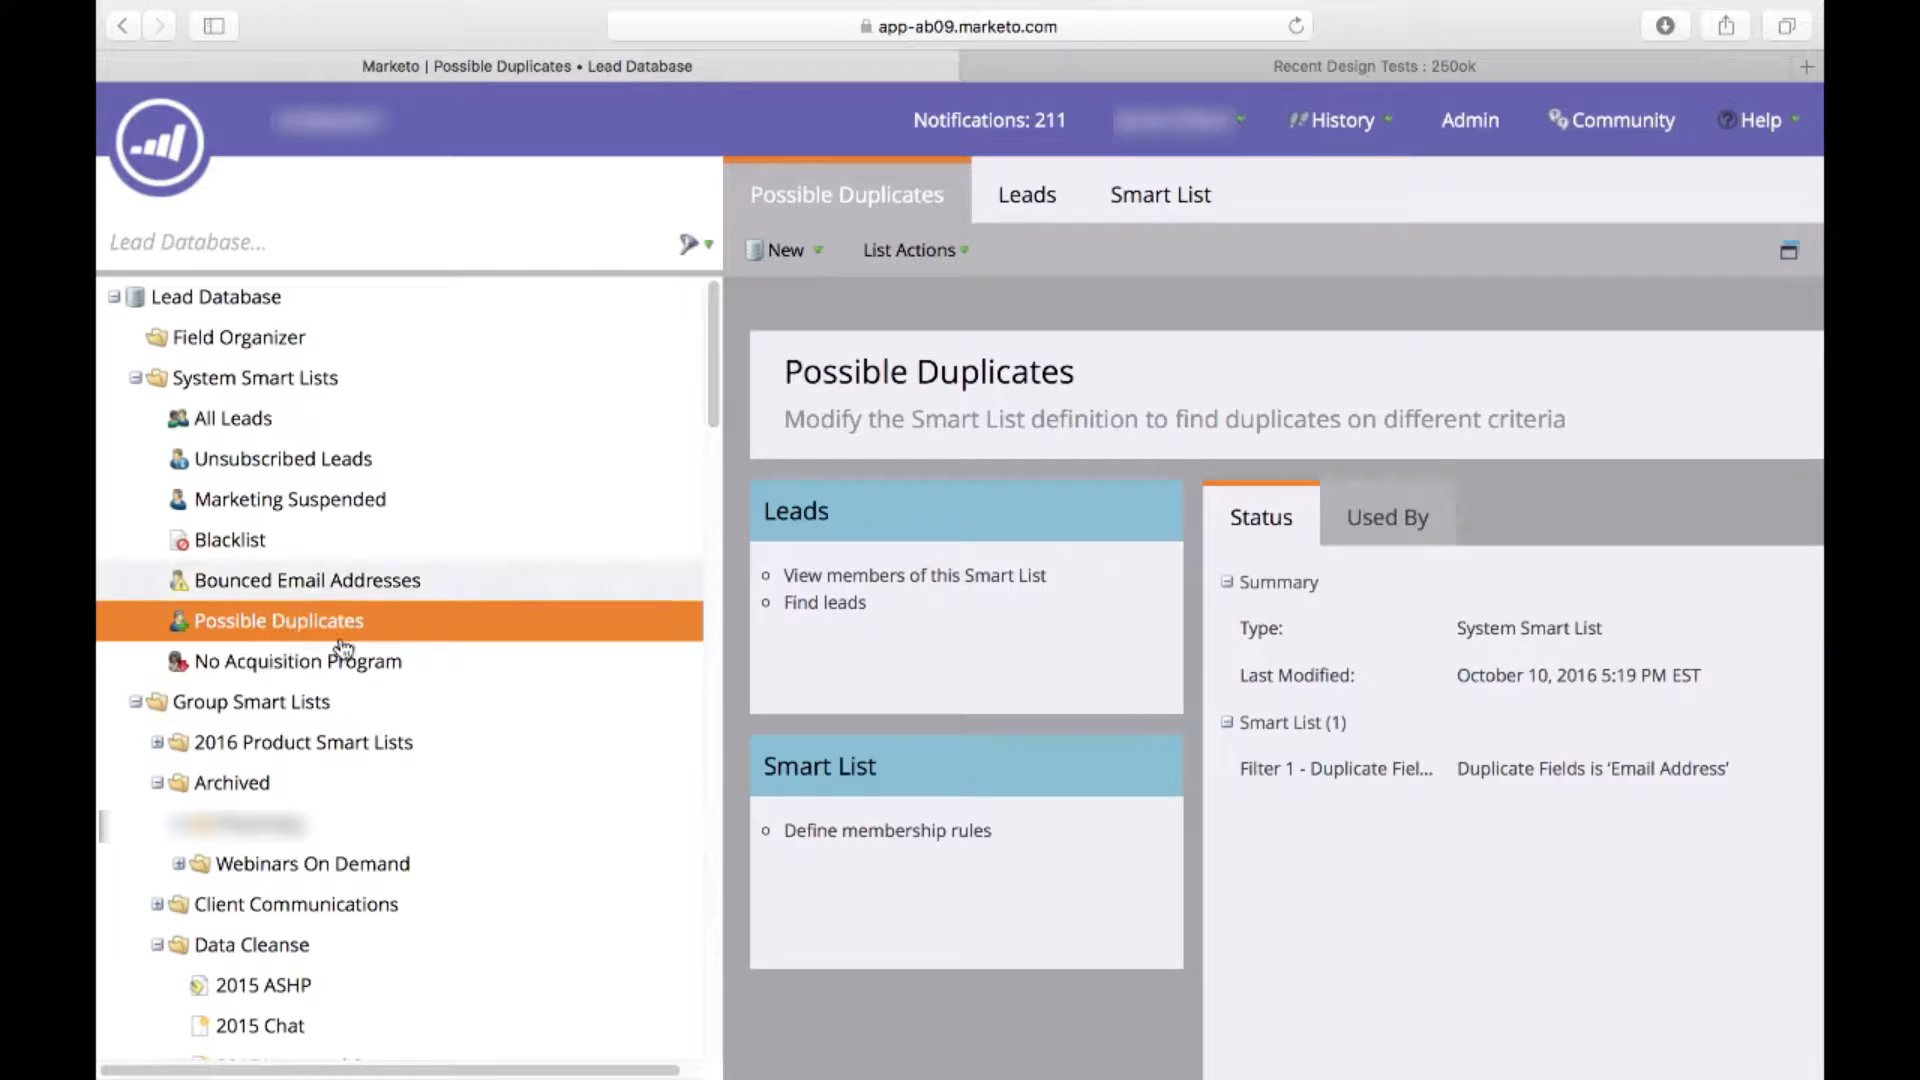 app-ab09.marketo.com
Marketo | Possible Duplicates • Lead Database
Recent Design Tests : 250ok
Notifications: 211
History
Admin
Community
Help
Lead Database...
Possible Duplicates
Leads
Smart List
New
List Actions
Lead Database
Field Organizer
System Smart Lists
All Leads
Unsubscribed Leads
Marketing Suspended
Blacklist
Bounced Email Addresses
Possible Duplicates
No Acquisition Program
Group Smart Lists
2016 Product Smart Lists
Archived
Webinars On Demand
Client Communications
Data Cleanse
2015 ASHP
2015 Chat
Possible Duplicates
Modify the Smart List definition to find duplicates on different criteria
Leads
View members of this Smart List
Find leads
Smart List
Define membership rules
Status
Used By
Summary
Type: System Smart List
Last Modified: October 10, 2016 5:19 PM EST
Smart List (1)
Filter 1 - Duplicate Fiel... Duplicate Fields is ‘Email Address’